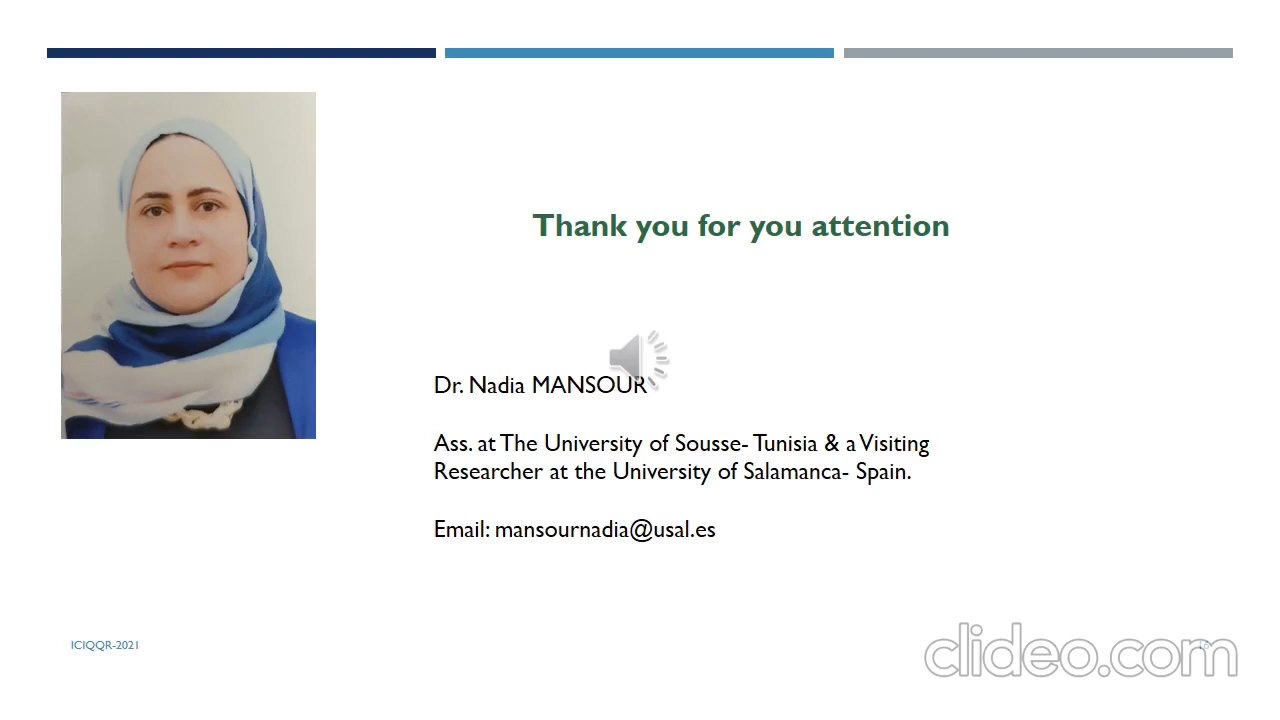 Thank you for you attention
Dr. Nadia MANSOUR
Ass. at The University of Sousse- Tunisia & a Visiting
Researcher at the University of Salamanca- Spain.
Email: mansournadia@usal.es
ICIQQR-2021
16
clideo.com